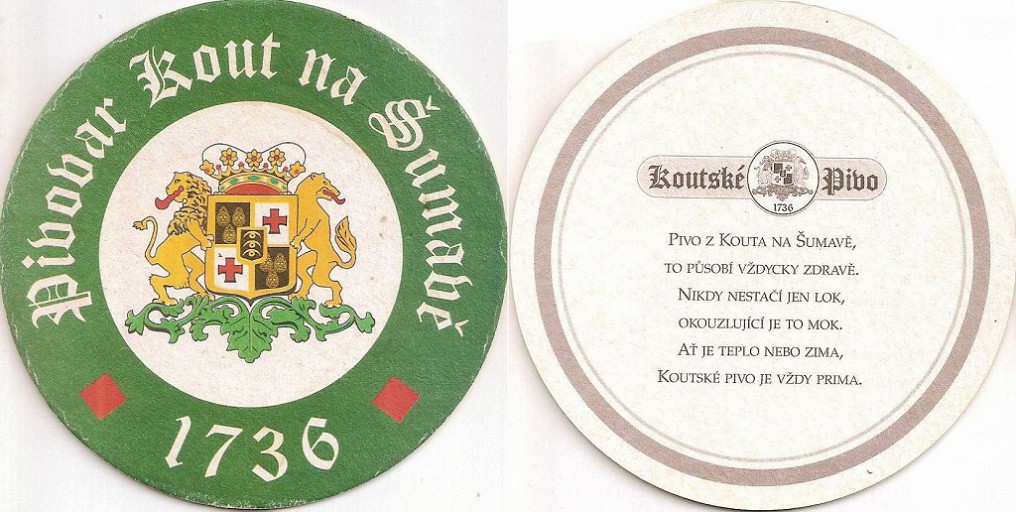 Pivovar Kout na Šumavě
1736
Koutské Pivo
1736
Pivo z Kouta na Šumavě,
to působí vždycky zdravě.
Nikdy nestačí jen lok,
okouzlující je to mok.
Ať je teplo nebo zima,
Koutské pivo je vždy prima.